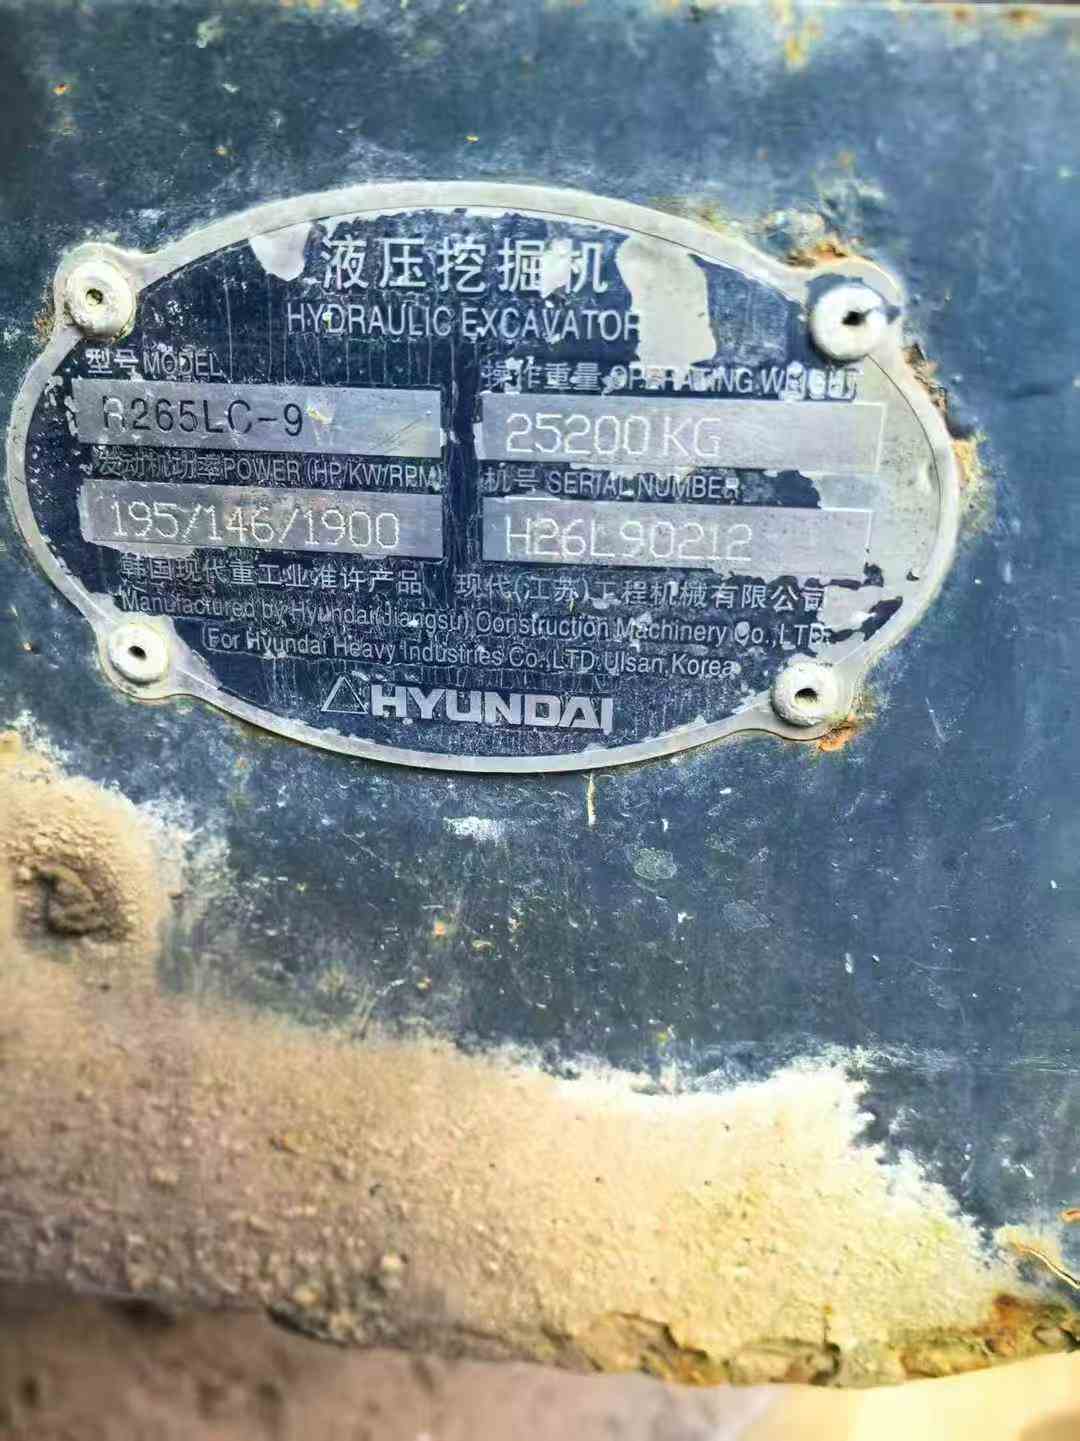 液压挖掘机
HYDRAULIC EXCAVATOR
型号 MODEL
R265LC-9
操作重量 OPERATING WEIGHT
25200 KG
发动机功率 POWER (HP/KW/RPM)
195/146/1900
机号 SERIAL NUMBER
H26L90212
韩国现代重工业准许产品 现代(江苏)工程机械有限公司
Manufactured by Hyundai(Jiangsu) Construction Machinery Co.,LTD.
(For Hyundai Heavy Industries Co.,LTD.Ulsan,Korea
HYUNDAI